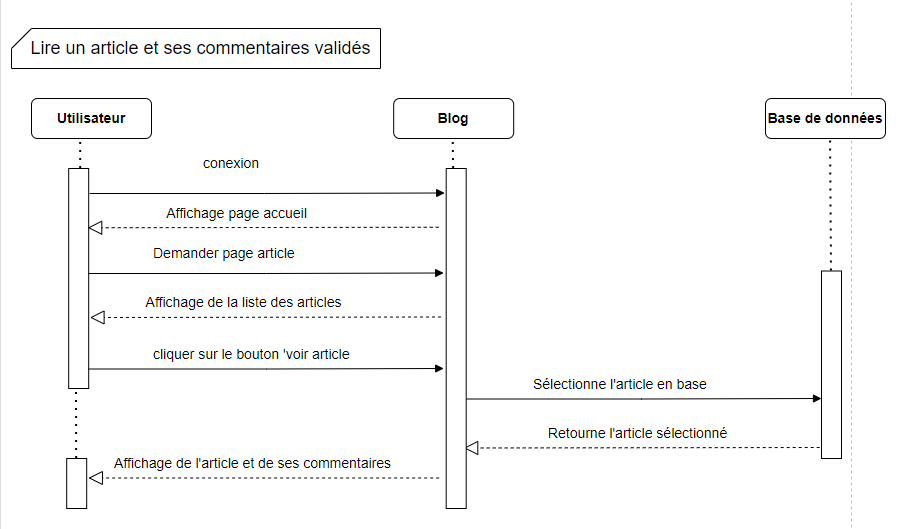 Lire un article et ses commentaires validés
Utilisateur
Blog
Base de données
conexion
Affichage page accueil
Demander page article
Affichage de la liste des articles
cliquer sur le bouton 'voir article
Sélectionne l'article en base
Retourne l'article sélectionné
Affichage de l'article et de ses commentaires